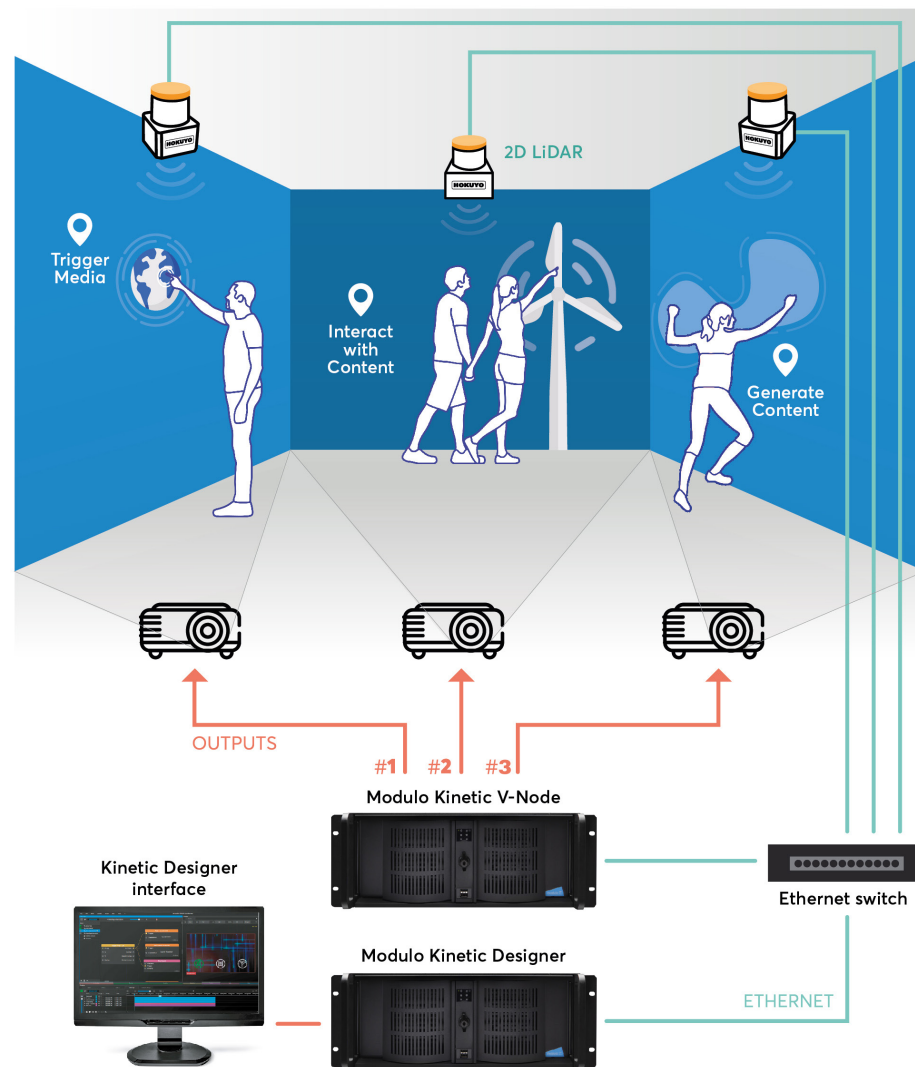 HOKUYO
HOKUYO
2D LiDAR
HOKUYO
Trigger
Media
Interact
with
Content
Generate
Content
OUTPUTS
#1
#2
#3
Modulo Kinetic V-Node
Kinetic Designer
interface
Ethernet switch
Modulo Kinetic Designer
ETHERNET